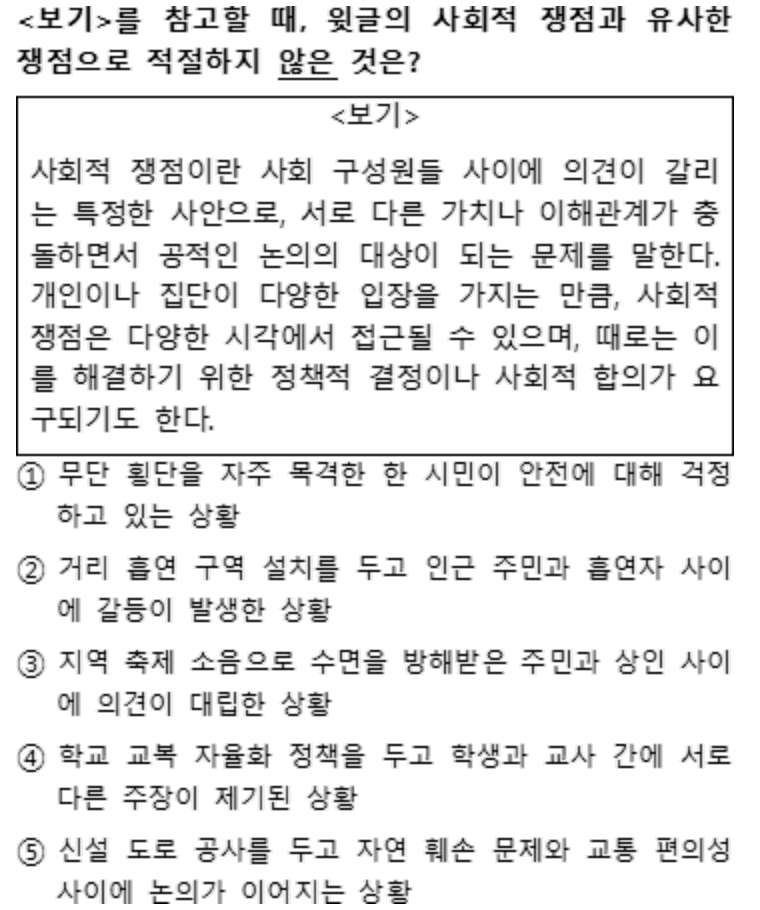 <보기>를 참고할 때, 윗글의 사회적 쟁점과 유사한
쟁점으로 적절하지 않은 것은?
<보기>
사회적 쟁점이란 사회 구성원들 사이에 의견이 갈리
는 특정한 사안으로, 서로 다른 가치나 이해관계가 충
돌하면서 공적인 논의의 대상이 되는 문제를 말한다.
개인이나 집단이 다양한 입장을 가지는 만큼, 사회적
쟁점은 다양한 시각에서 접근될 수 있으며, 때로는 이
를 해결하기 위한 정책적 결정이나 사회적 합의가 요
구되기도 한다.
① 무단 횡단을 자주 목격한 한 시민이 안전에 대해 걱정
하고 있는 상황
② 거리 흡연 구역 설치를 두고 인근 주민과 흡연자 사이
에 갈등이 발생한 상황
③ 지역 축제 소음으로 수면을 방해받은 주민과 상인 사이
에 의견이 대립한 상황
④ 학교 교복 자율화 정책을 두고 학생과 교사 간에 서로
다른 주장이 제기된 상황
⑤ 신설 도로 공사를 두고 자연 훼손 문제와 교통 편의성
사이에 논의가 이어지는 상황